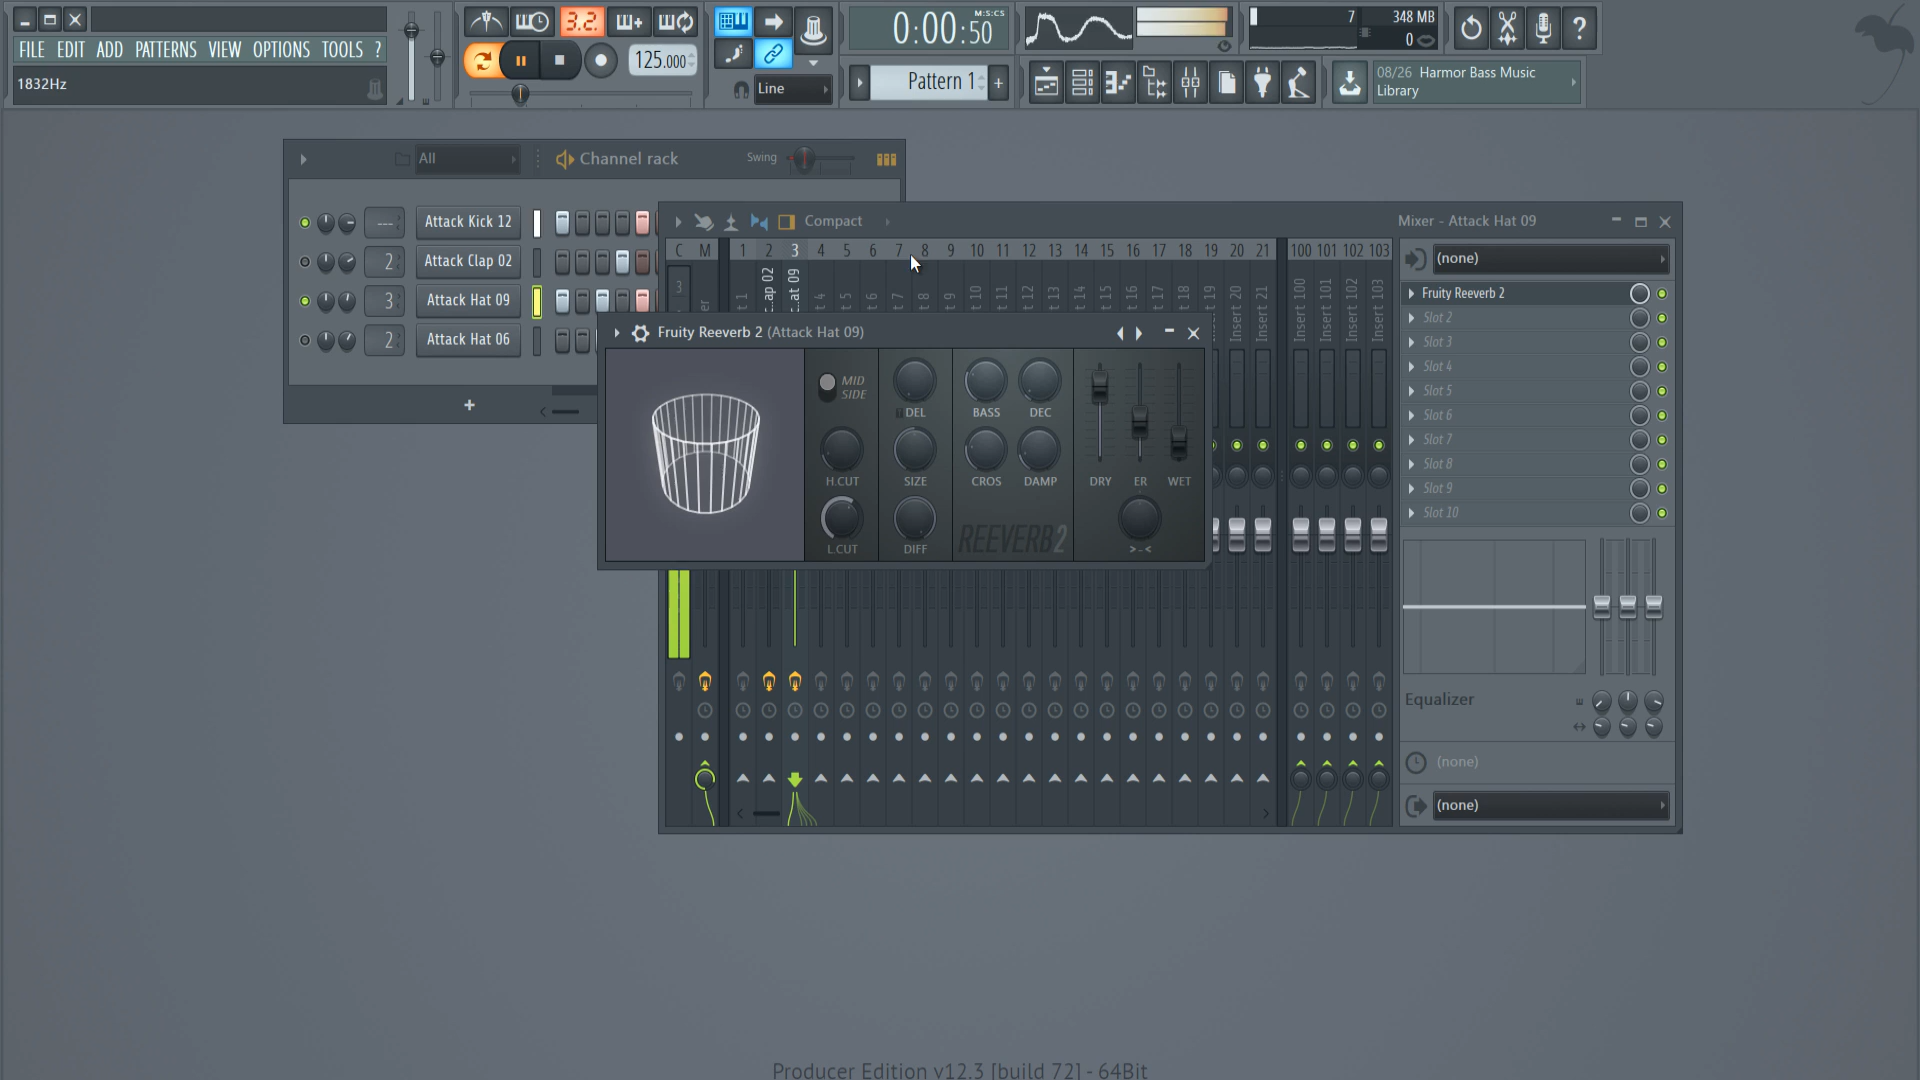 FILE EDIT ADD PATTERNS VIEW OPTIONS TOOLS ?
1832Hz
3.2.
125.000
Line
M:S:CS
0:00:50
Pattern 1
+
7
348 MB
0
?
08/26 Harmor Bass Music
Library
All
Channel rack
Swing
--- Attack Kick 12
2 Attack Clap 02
3 Attack Hat 09
2 Attack Hat 06
+
Compact
Mixer - Attack Hat 09
C M 1 2 3 4 5 6 7 8 9 10 11 12 13 14 15 16 17 18 19 20 21 100 101 102 103
3
Insert 20
Insert 21
Insert 100
Insert 101
Insert 102
Insert 103
(none)
Fruity Reeverb 2
Slot 2
Slot 3
Slot 4
Slot 5
Slot 6
Slot 7
Slot 8
Slot 9
Slot 10
Equalizer
(none)
(none)
Fruity Reeverb 2 (Attack Hat 09)
MID
SIDE
DEL
BASS
DEC
H.CUT
SIZE
CROS
DAMP
DRY
ER
WET
L.CUT
DIFF
REEVERB2
>-<
Producer Edition v12.3 [build 72] - 64Bit